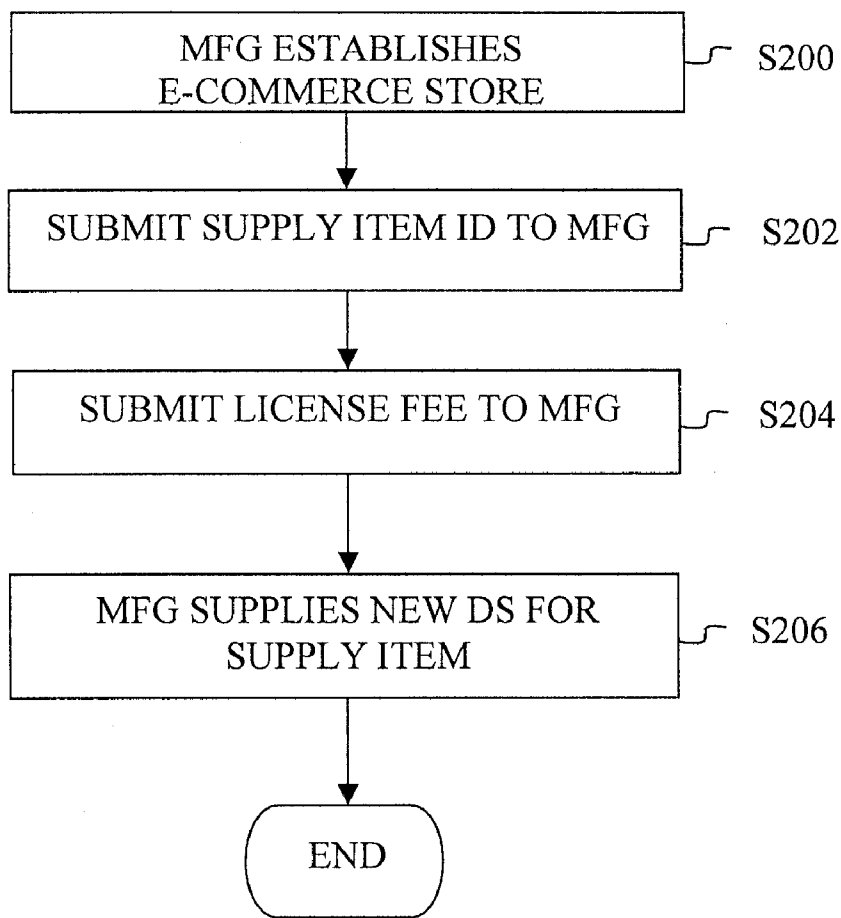 MFG ESTABLISHES
E-COMMERCE STORE
S200
SUBMIT SUPPLY ITEM ID TO MFG
S202
SUBMIT LICENSE FEE TO MFG
S204
MFG SUPPLIES NEW DS FOR
SUPPLY ITEM
S206
END